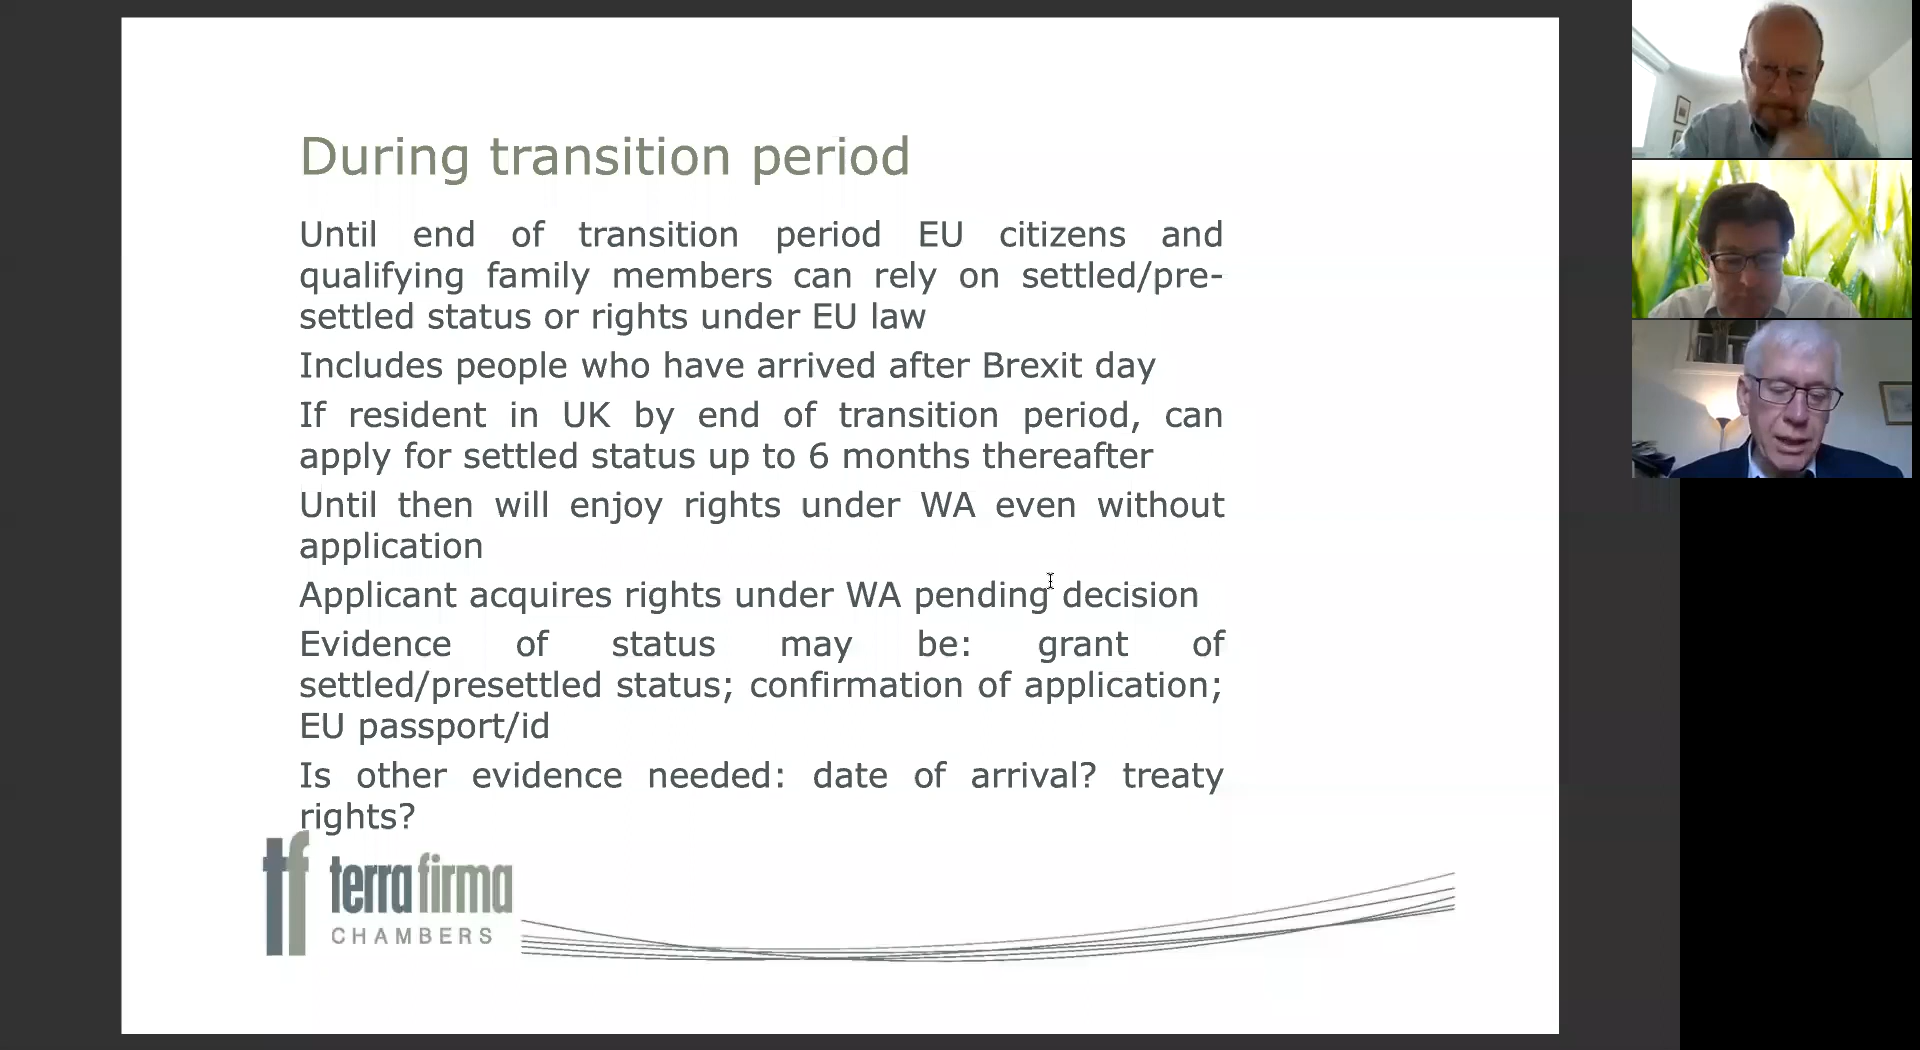 During transition period
Until end of transition period EU citizens and
qualifying family members can rely on settled/pre-
settled status or rights under EU law
Includes people who have arrived after Brexit day
If resident in UK by end of transition period, can
apply for settled status up to 6 months thereafter
Until then will enjoy rights under WA even without
application
Applicant acquires rights under WA pending decision
Evidence of status may be: grant of
settled/presettled status; confirmation of application;
EU passport/id
Is other evidence needed: date of arrival? treaty
rights?
tf terra firma
CHAMBERS